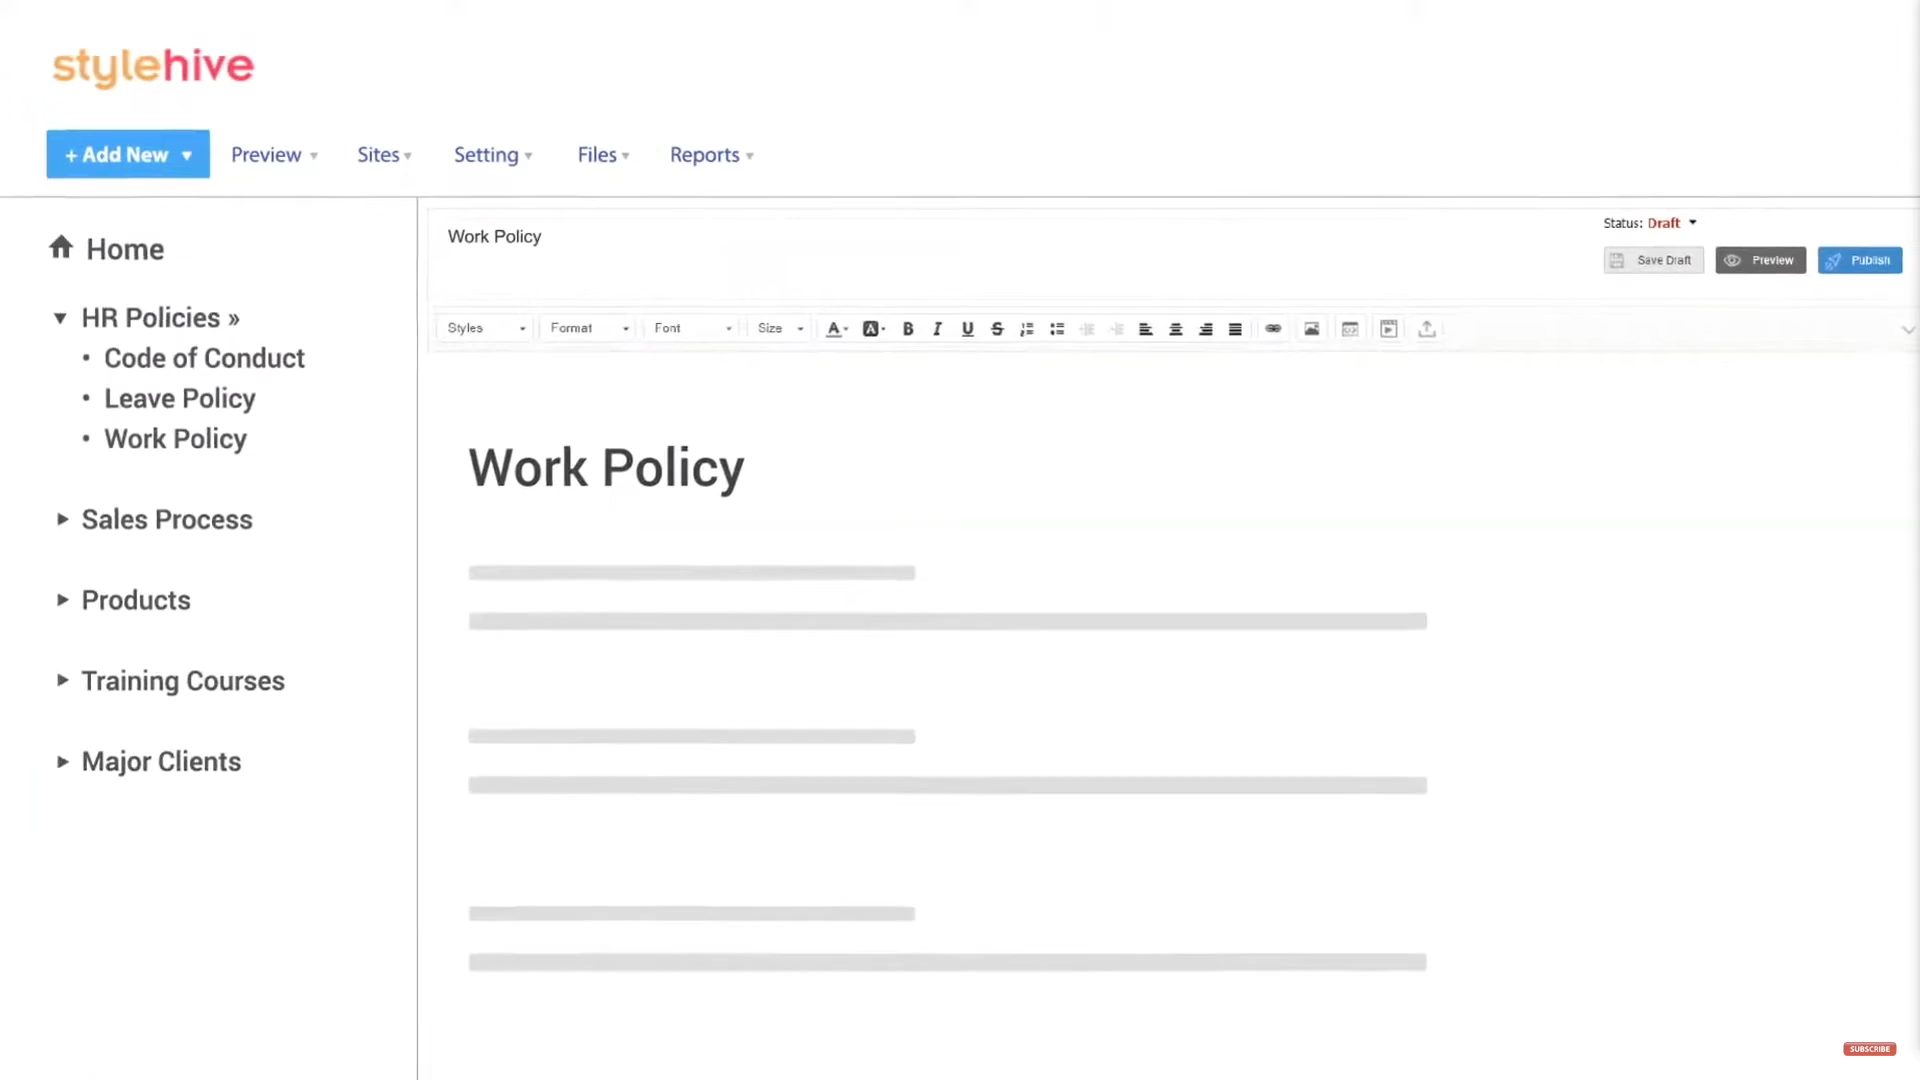 stylehive
+ Add New
Preview
Sites
Setting
Files
Reports
Home
HR Policies »
• Code of Conduct
• Leave Policy
• Work Policy
Sales Process
Products
Training Courses
Major Clients
Work Policy
Status: Draft
Save Draft
Preview
Publish
Styles
Format
Font
Size
A
A
B
I
U
S
Work Policy
SUBSCRIBE